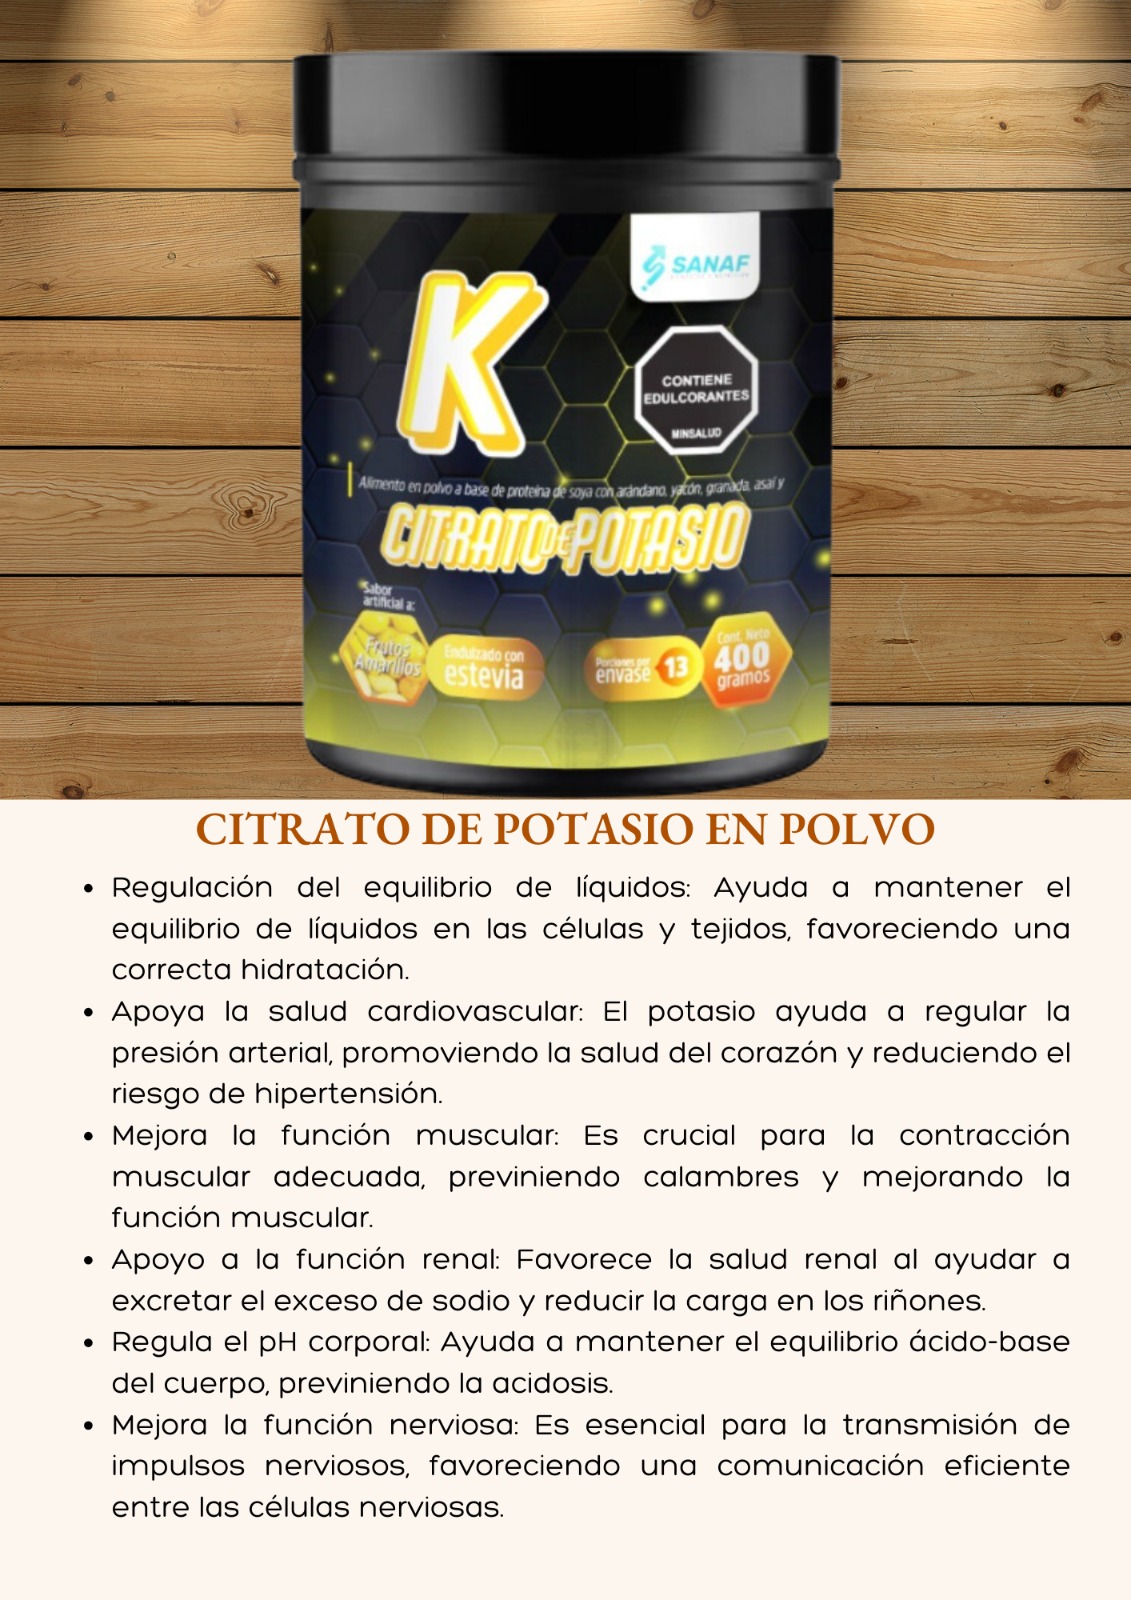 SANAF
K
CONTIENE
EDULCORANTES
MINSALUD
Alimento en polvo a base de proteína de soya con arándano, yacón, granada, asaí y
CITRATO DE POTASIO
Sabor
artificial a:
Frutos
Amarillos
Endulzado con
estevia
Porciones por
envase 13
Cont. Neto
400
gramos
CITRATO DE POTASIO EN POLVO
• Regulación del equilibrio de líquidos: Ayuda a mantener el
equilibrio de líquidos en las células y tejidos, favoreciendo una
correcta hidratación.
• Apoya la salud cardiovascular: El potasio ayuda a regular la
presión arterial, promoviendo la salud del corazón y reduciendo el
riesgo de hipertensión.
• Mejora la función muscular: Es crucial para la contracción
muscular adecuada, previniendo calambres y mejorando la
función muscular.
• Apoyo a la función renal: Favorece la salud renal al ayudar a
excretar el exceso de sodio y reducir la carga en los riñones.
• Regula el pH corporal: Ayuda a mantener el equilibrio ácido-base
del cuerpo, previniendo la acidosis.
• Mejora la función nerviosa: Es esencial para la transmisión de
impulsos nerviosos, favoreciendo una comunicación eficiente
entre las células nerviosas.